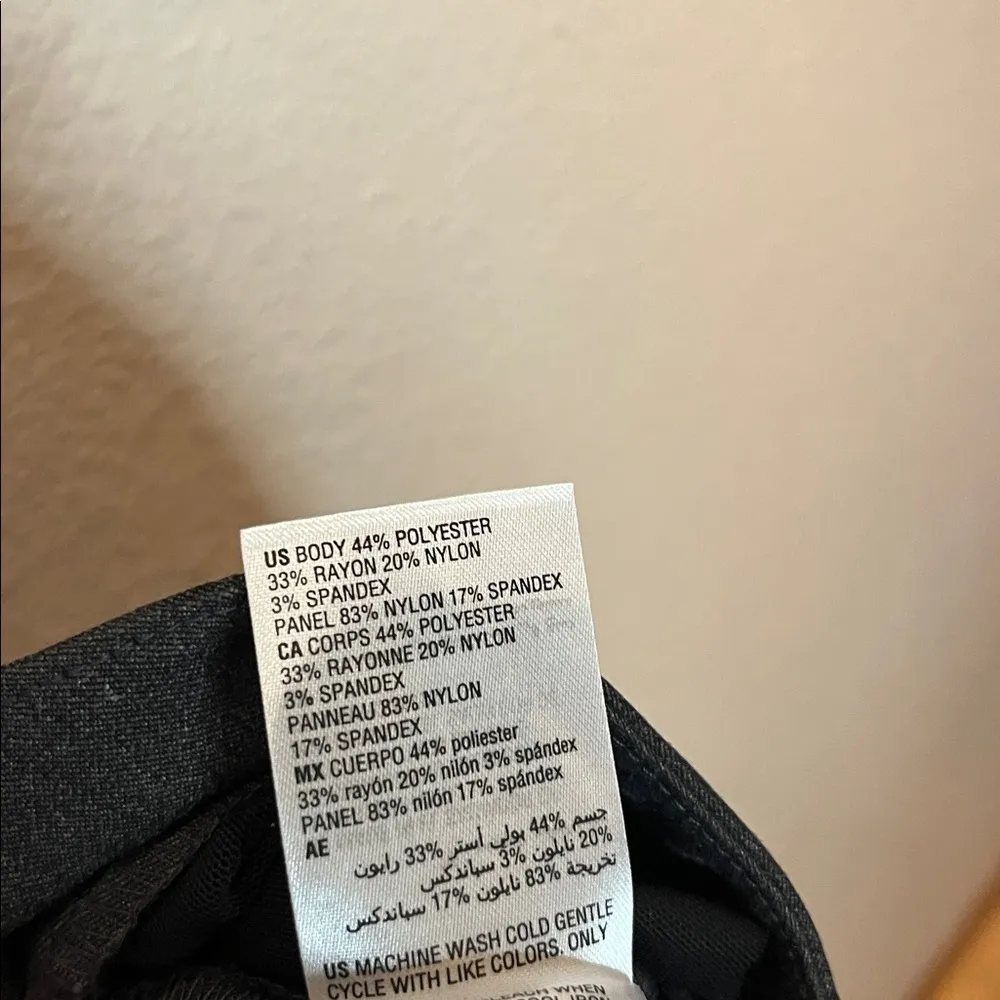 US BODY 44% POLYESTER
33% RAYON 20% NYLON
3% SPANDEX
PANEL 83% NYLON 17% SPANDEX
CA CORPS 44% POLYESTER
33% RAYONNE 20% NYLON
3% SPANDEX
PANNEAU 83% NYLON
17% SPANDEX
MX CUERPO 44% poliester
33% rayón 20% nilón 3% spándex
PANEL 83% nilón 17% spándex
AE جسم 44% بولي أستر 33% رايون
20% نايلون 3% سباندكس
تخريجة 83% نايلون 17% سباندكس
US MACHINE WASH COLD GENTLE
CYCLE WITH LIKE COLORS. ONLY
WHEN